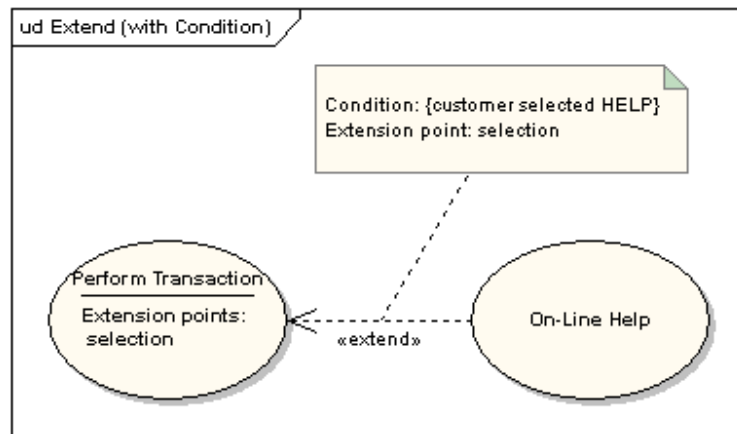 ud Extend (with Condition)
Condition: {customer selected HELP}
Extension point: selection
Perform Transaction
Extension points:
selection
«extend»
On-Line Help